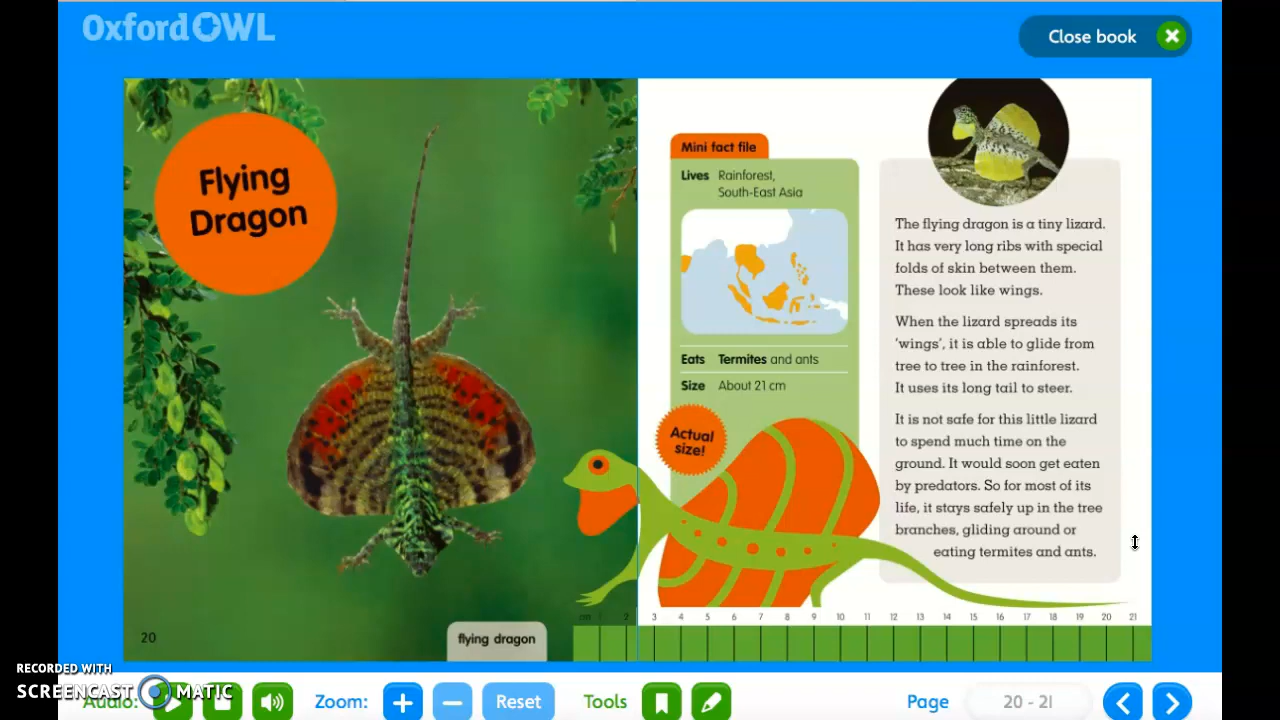 OxfordOWL
Close book
Flying
Dragon
20
flying dragon
Mini fact file
Lives Rainforest,
South-East Asia
Eats Termites and ants
Size About 21 cm
Actual
size!
The flying dragon is a tiny lizard.
It has very long ribs with special
folds of skin between them.
These look like wings.
When the lizard spreads its
'wings', it is able to glide from
tree to tree in the rainforest.
It uses its long tail to steer.
It is not safe for this little lizard
to spend much time on the
ground. It would soon get eaten
by predators. So for most of its
life, it stays safely up in the tree
branches, gliding around or
eating termites and ants.
cm 1 2 3 4 5 6 7 8 9 10 11 12 13 14 15 16 17 18 19 20 21
RECORDED WITH
SCREENCAST MATIC
Audio: Zoom: Reset Tools Page 20 - 21